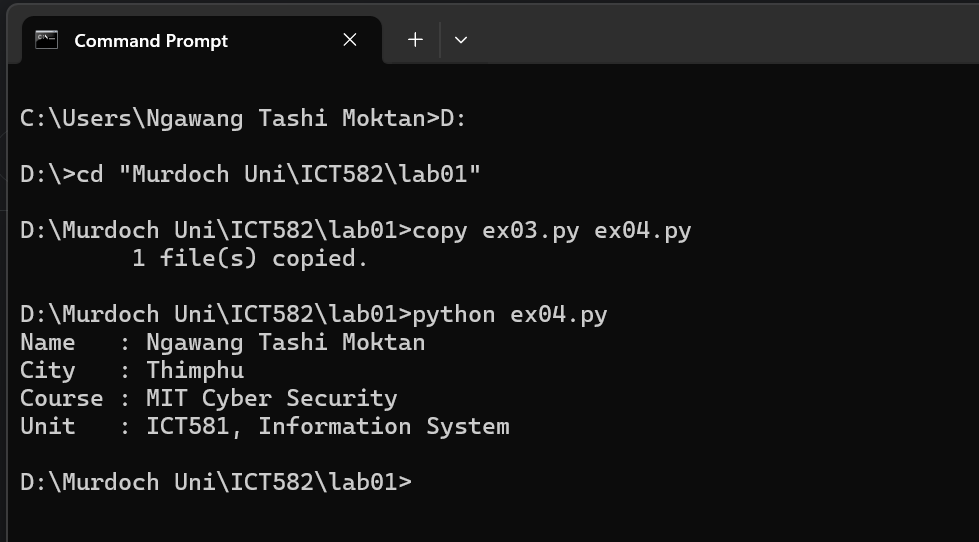 Command Prompt
C:\Users\Ngawang Tashi Moktan>D:
D:\>cd "Murdoch Uni\ICT582\lab01"
D:\Murdoch Uni\ICT582\lab01>copy ex03.py ex04.py
        1 file(s) copied.
D:\Murdoch Uni\ICT582\lab01>python ex04.py
Name   : Ngawang Tashi Moktan
City   : Thimphu
Course : MIT Cyber Security
Unit   : ICT581, Information System
D:\Murdoch Uni\ICT582\lab01>